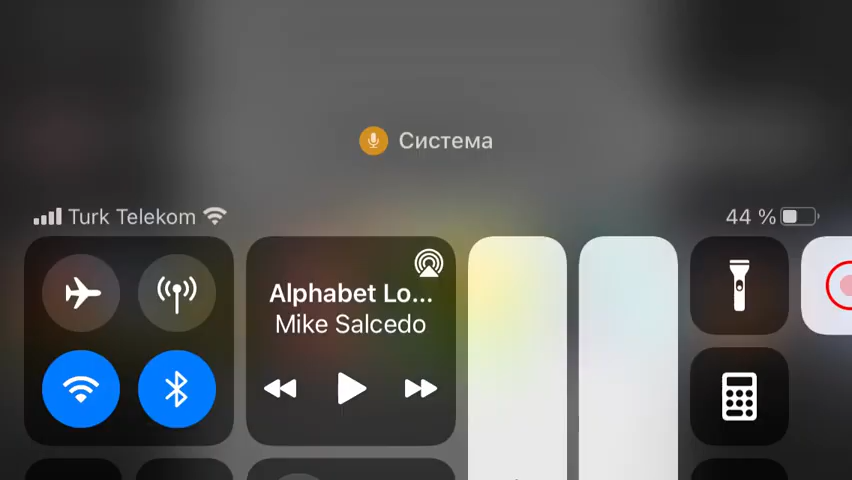 Система
Turk Telekom
44 %
Alphabet Lo...
Mike Salcedo